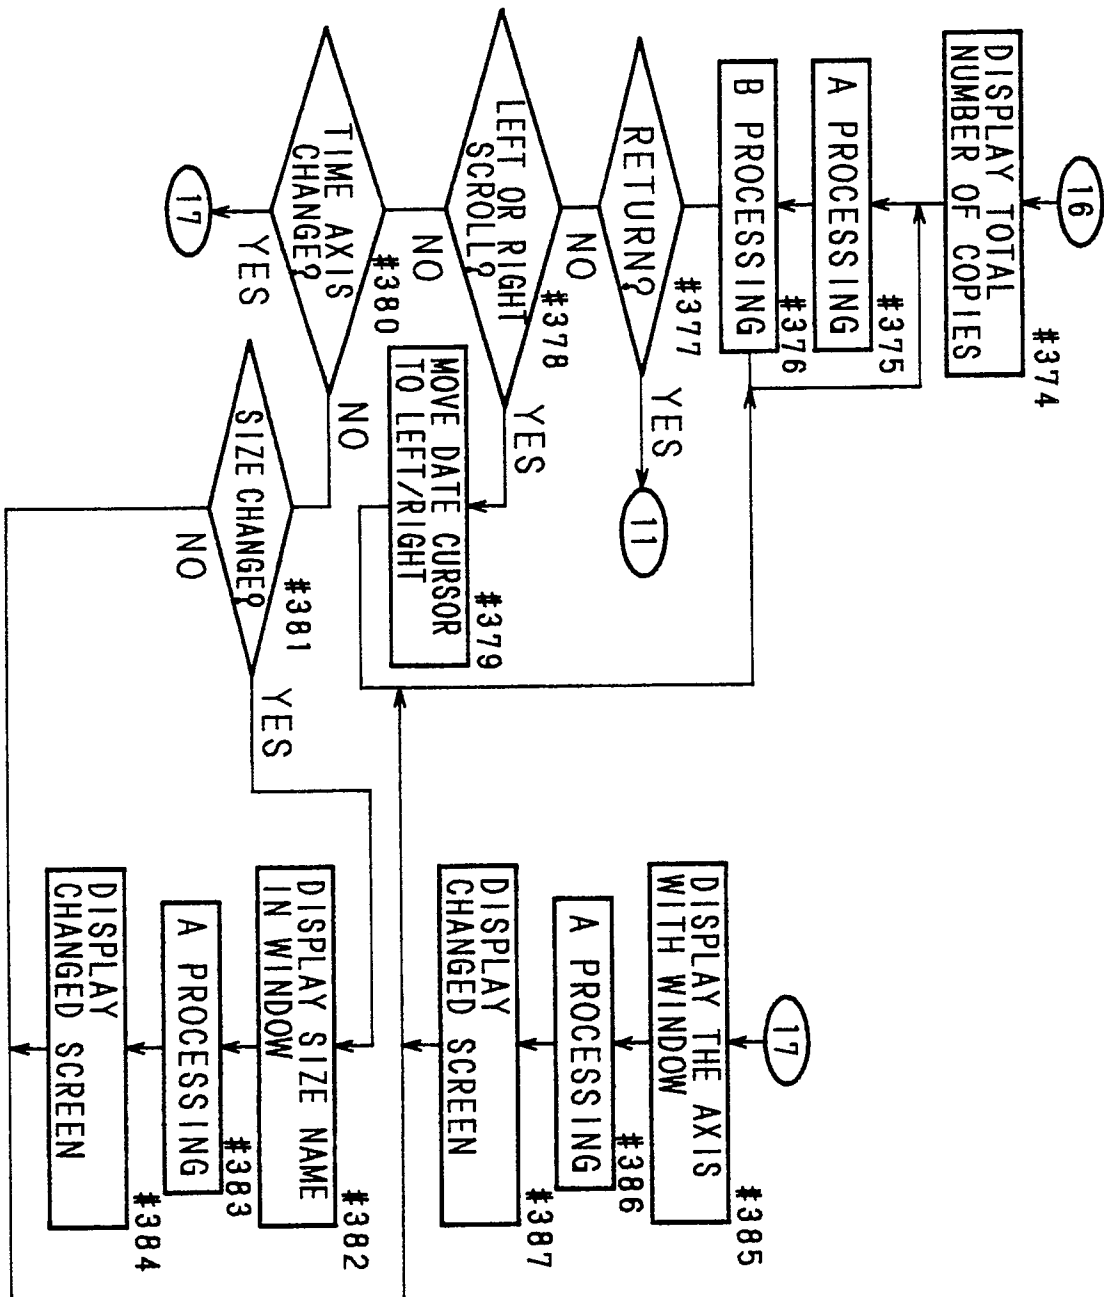 16
DISPLAY TOTAL
NUMBER OF COPIES
#374
A PROCESSING
#375
B PROCESSING
#376
RETURN?
#377
YES
11
NO
LEFT OR RIGHT
SCROLL?
#378
YES
MOVE DATE CURSOR
TO LEFT/RIGHT
#379
NO
TIME AXIS
CHANGE?
#380
YES
17
NO
SIZE CHANGE?
#381
YES
NO
DISPLAY SIZE NAME
IN WINDOW
#382
A PROCESSING
#383
DISPLAY
CHANGED SCREEN
#384
17
DISPLAY THE AXIS
WITH WINDOW
#385
A PROCESSING
#386
DISPLAY
CHANGED SCREEN
#387